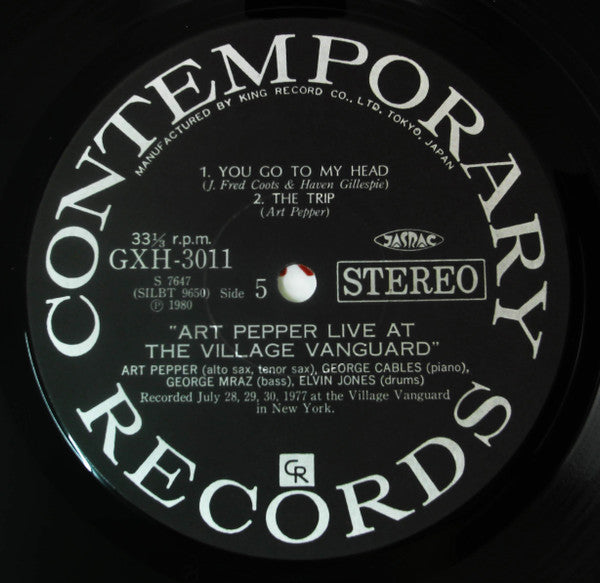 CONTEMPORARY
MANUFACTURED BY KING RECORD CO., LTD. TOKYO, JAPAN
1. YOU GO TO MY HEAD
(J. Fred Coots & Haven Gillespie)
2. THE TRIP
(Art Pepper)
33⅓ r.p.m.
GXH-3011
S 7647
(SILBT 9650) Side 5
Ⓟ 1980
JASRAC
STEREO
"ART PEPPER LIVE AT
THE VILLAGE VANGUARD"
ART PEPPER (alto sax, tenor sax), GEORGE CABLES (piano),
GEORGE MRAZ (bass), ELVIN JONES (drums)
Recorded July 28, 29, 30, 1977 at the Village Vanguard
in New York.
CR
RECORDS